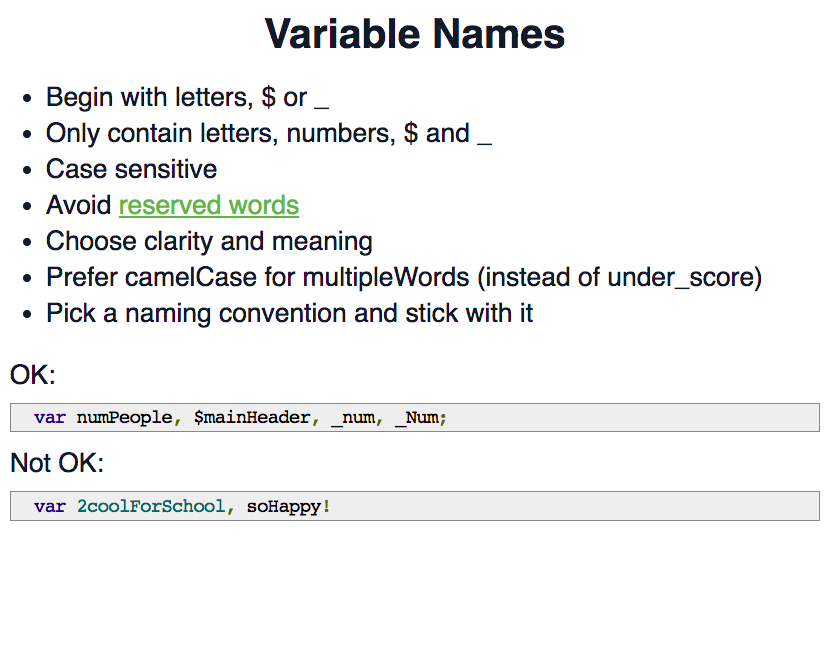 Variable Names
• Begin with letters, $ or _
• Only contain letters, numbers, $ and _
• Case sensitive
• Avoid reserved words
• Choose clarity and meaning
• Prefer camelCase for multipleWords (instead of under_score)
• Pick a naming convention and stick with it
OK:
var numPeople, $mainHeader, _num, _Num;
Not OK:
var 2coolForSchool, soHappy!